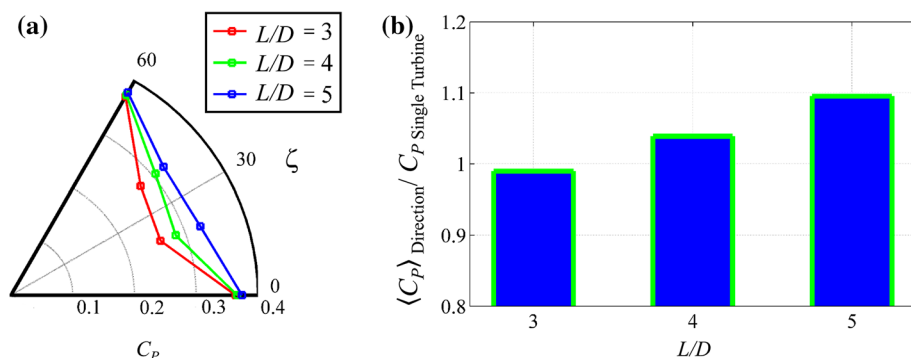 (a)
L/D = 3
L/D = 4
L/D = 5
60
30
ζ
0
0.1
0.2
0.3
0.4
C_P
(b)
1.2
1.1
1
0.9
0.8
⟨C_P⟩ Direction / C_P Single Turbine
3
4
5
L/D